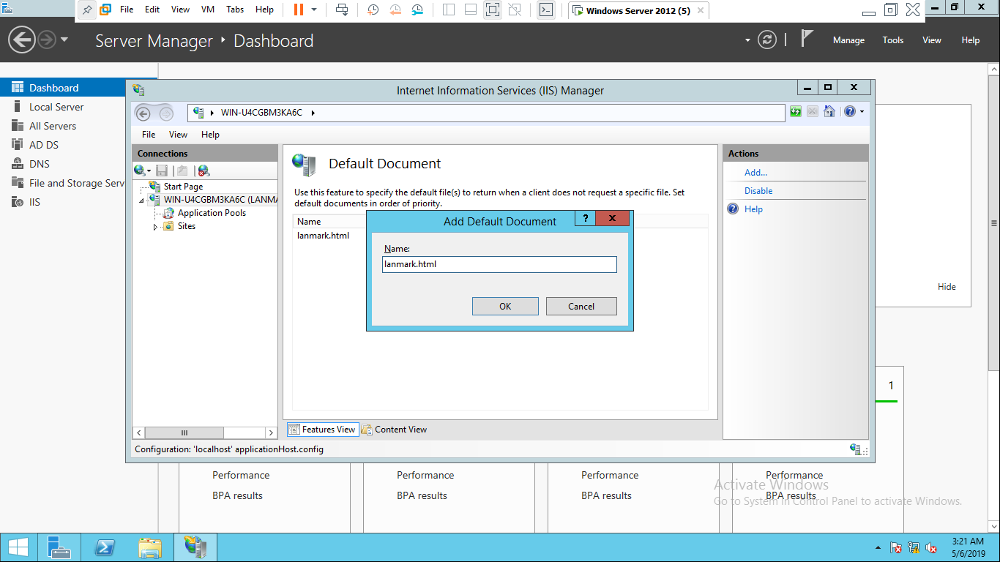 File Edit View VM Tabs Help
Windows Server 2012 (5)
Server Manager Dashboard
Manage Tools View Help
Dashboard
Local Server
All Servers
AD DS
DNS
File and Storage Serv
IIS
Internet Information Services (IIS) Manager
WIN-U4CGBM3KA6C
File View Help
Connections
Start Page
WIN-U4CGBM3KA6C (LANMA
Application Pools
Sites
Default Document
Use this feature to specify the default file(s) to return when a client does not request a specific file. Set
default documents in order of priority.
Name
lanmark.html
Add Default Document
?
Name:
lanmark.html
OK Cancel
Actions
Add...
Disable
Help
Hide
1
Features View Content View
Configuration: 'localhost' applicationHost.config
Performance Performance Performance Performance
BPA results BPA results BPA results BPA results
Activate Windows
Go to System in Control Panel to activate Windows.
3:21 AM
5/6/2019